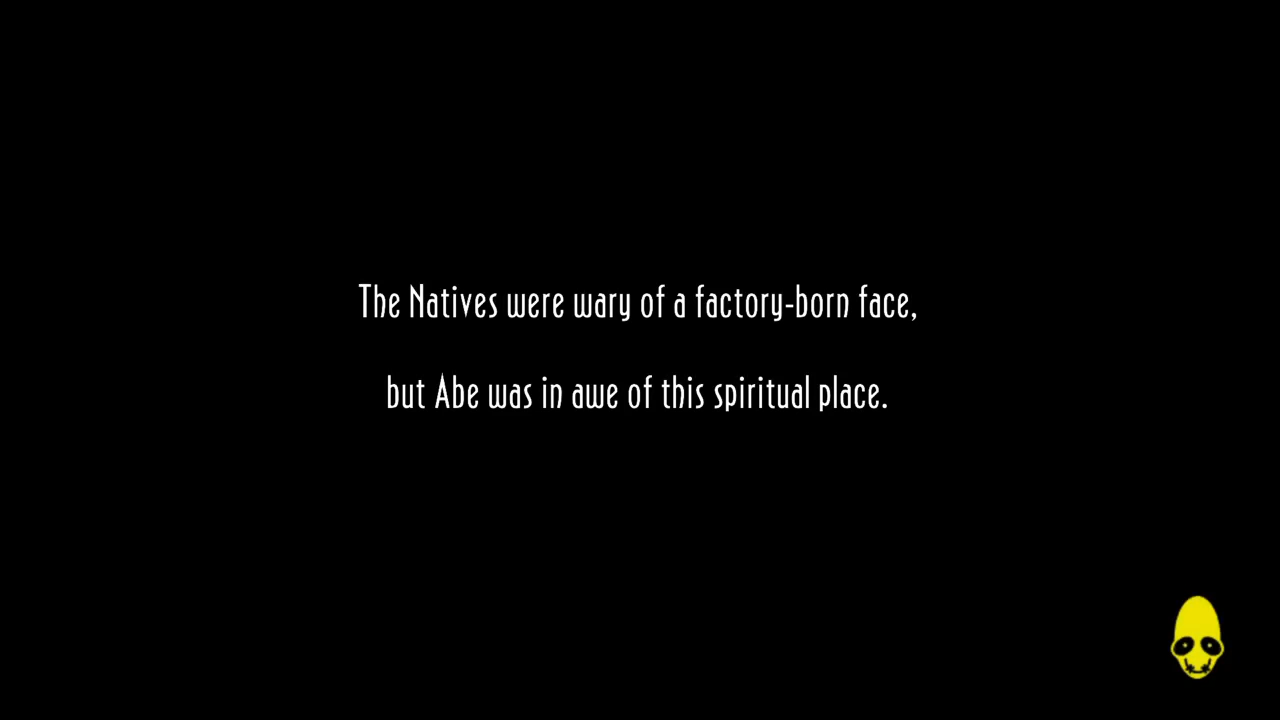 The Natives were wary of a factory-born face,
but Abe was in awe of this spiritual place.